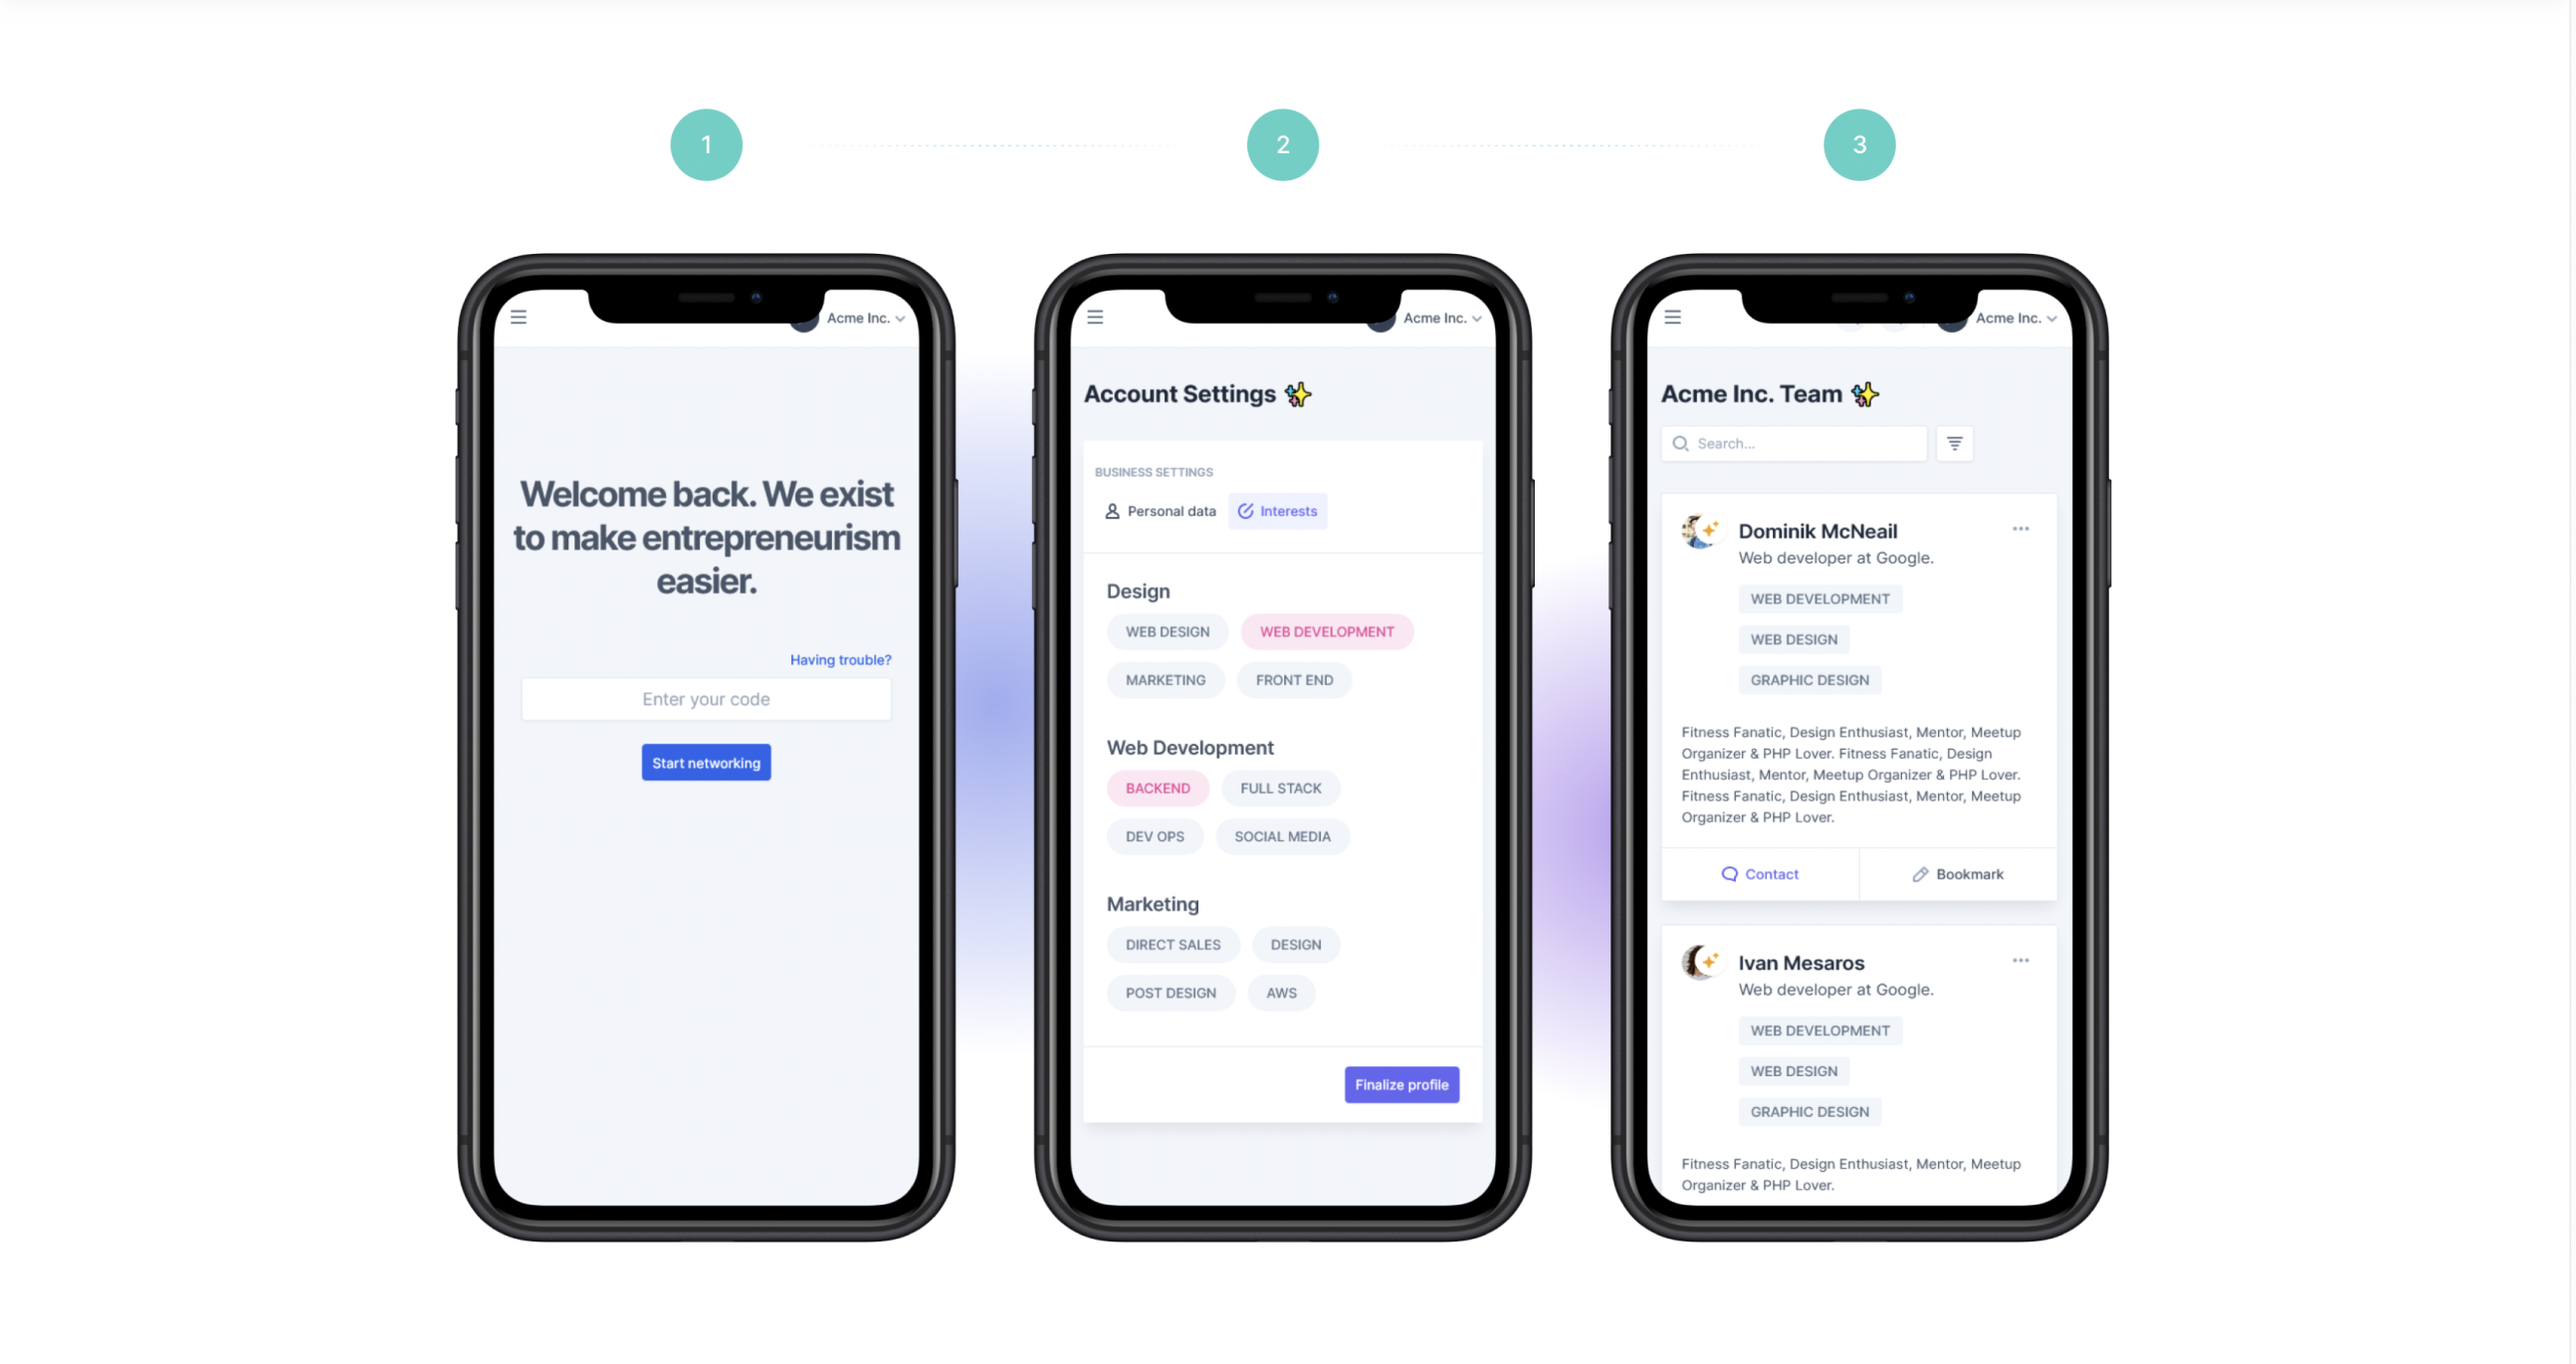 1
2
3
Acme Inc.
Welcome back. We exist
to make entrepreneurism
easier.
Having trouble?
Enter your code
Start networking
Acme Inc.
Account Settings
BUSINESS SETTINGS
Personal data
Interests
Design
WEB DESIGN
WEB DEVELOPMENT
MARKETING
FRONT END
Web Development
BACKEND
FULL STACK
DEV OPS
SOCIAL MEDIA
Marketing
DIRECT SALES
DESIGN
POST DESIGN
AWS
Finalize profile
Acme Inc.
Acme Inc. Team
Search...
Dominik McNeail
Web developer at Google.
WEB DEVELOPMENT
WEB DESIGN
GRAPHIC DESIGN
Fitness Fanatic, Design Enthusiast, Mentor, Meetup
Organizer & PHP Lover. Fitness Fanatic, Design
Enthusiast, Mentor, Meetup Organizer & PHP Lover.
Fitness Fanatic, Design Enthusiast, Mentor, Meetup
Organizer & PHP Lover.
Contact
Bookmark
Ivan Mesaros
Web developer at Google.
WEB DEVELOPMENT
WEB DESIGN
GRAPHIC DESIGN
Fitness Fanatic, Design Enthusiast, Mentor, Meetup
Organizer & PHP Lover.